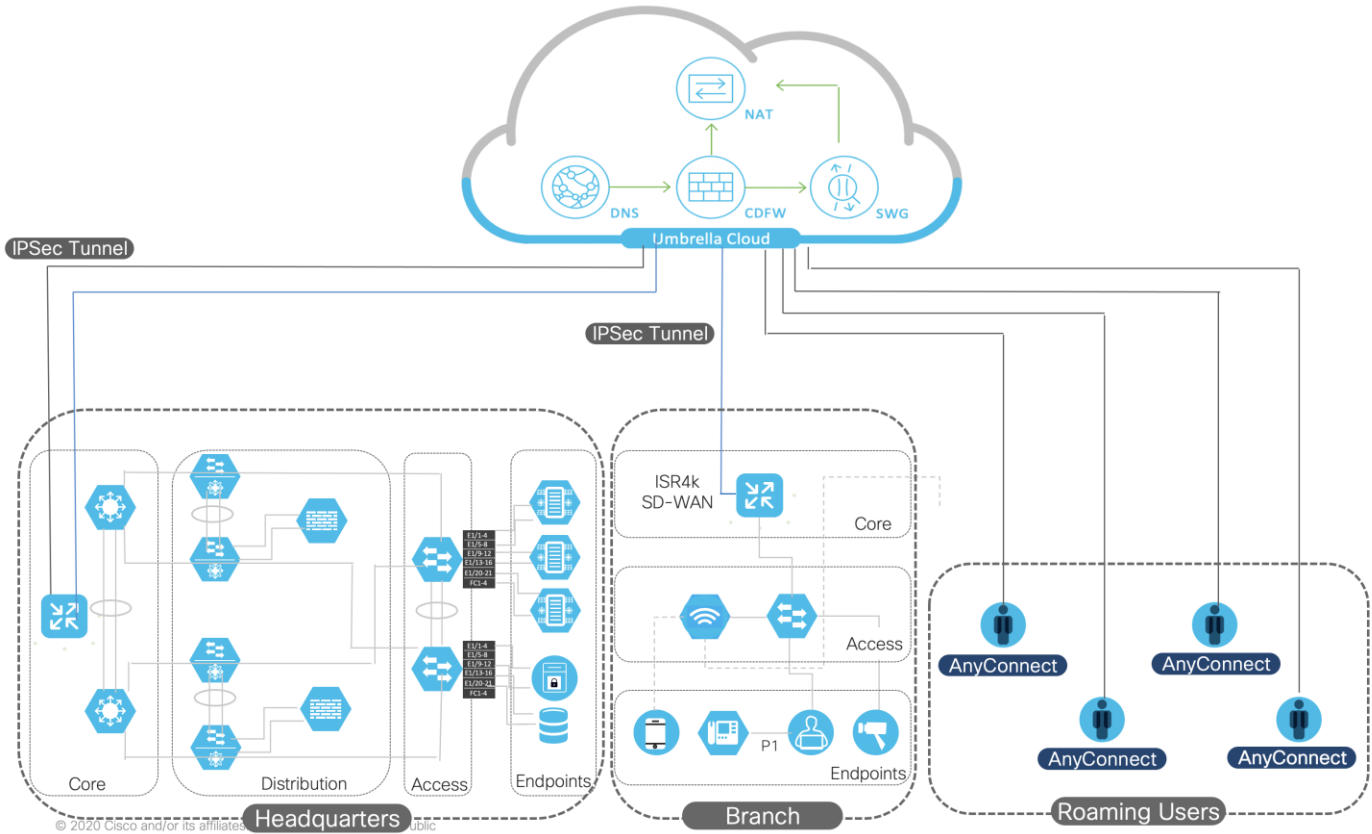 NAT
DNS
CDFW
SWG
Umbrella Cloud
IPSec Tunnel
IPSec Tunnel
ISR4k
SD-WAN
Core
E1/1-4
E1/5-8
E1/9-12
E1/13-16
E1/20-21
FC1-4
E1/1-4
E1/5-8
E1/9-12
E1/13-16
E1/20-21
FC1-4
Access
AnyConnect
AnyConnect
P1
AnyConnect
AnyConnect
Endpoints
Core
Distribution
Access
Endpoints
Headquarters
Branch
Roaming Users
© 2020 Cisco and/or its affiliates